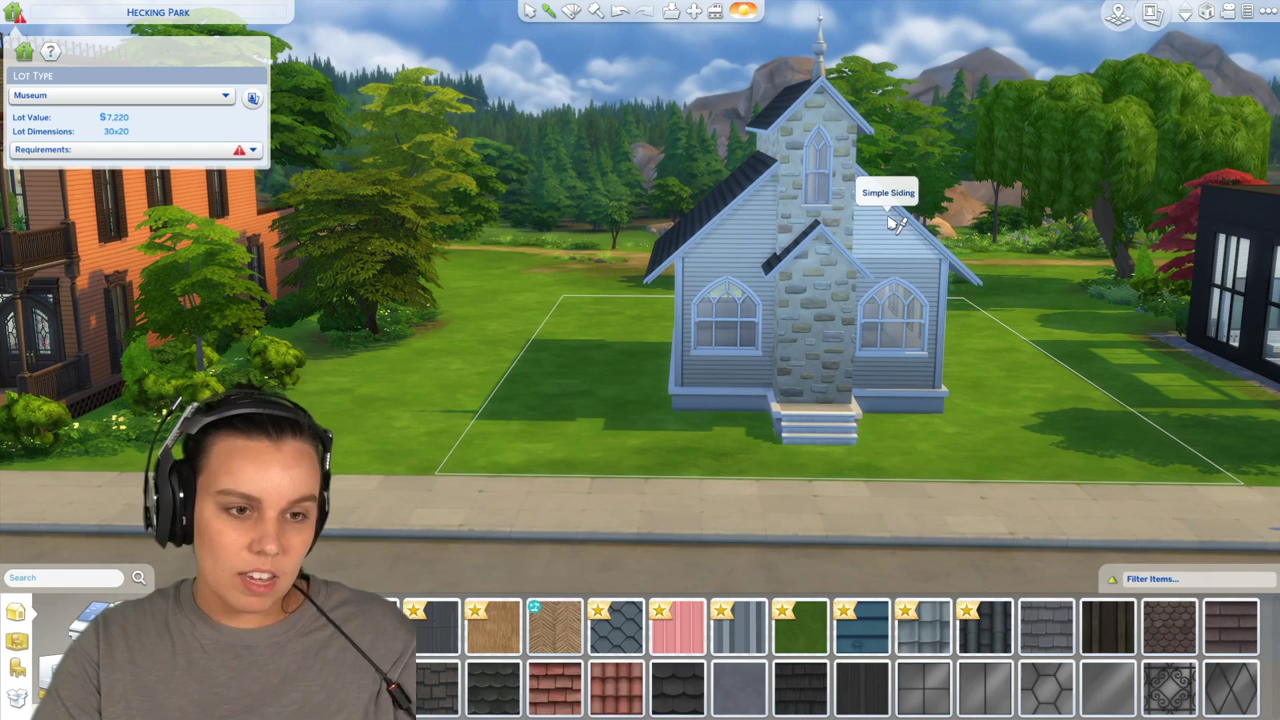 Hecking Park
?
Lot Type
Museum
Lot Value: §7,220
Lot Dimensions: 30x20
Requirements:
Simple Siding
Search
Filter Items...